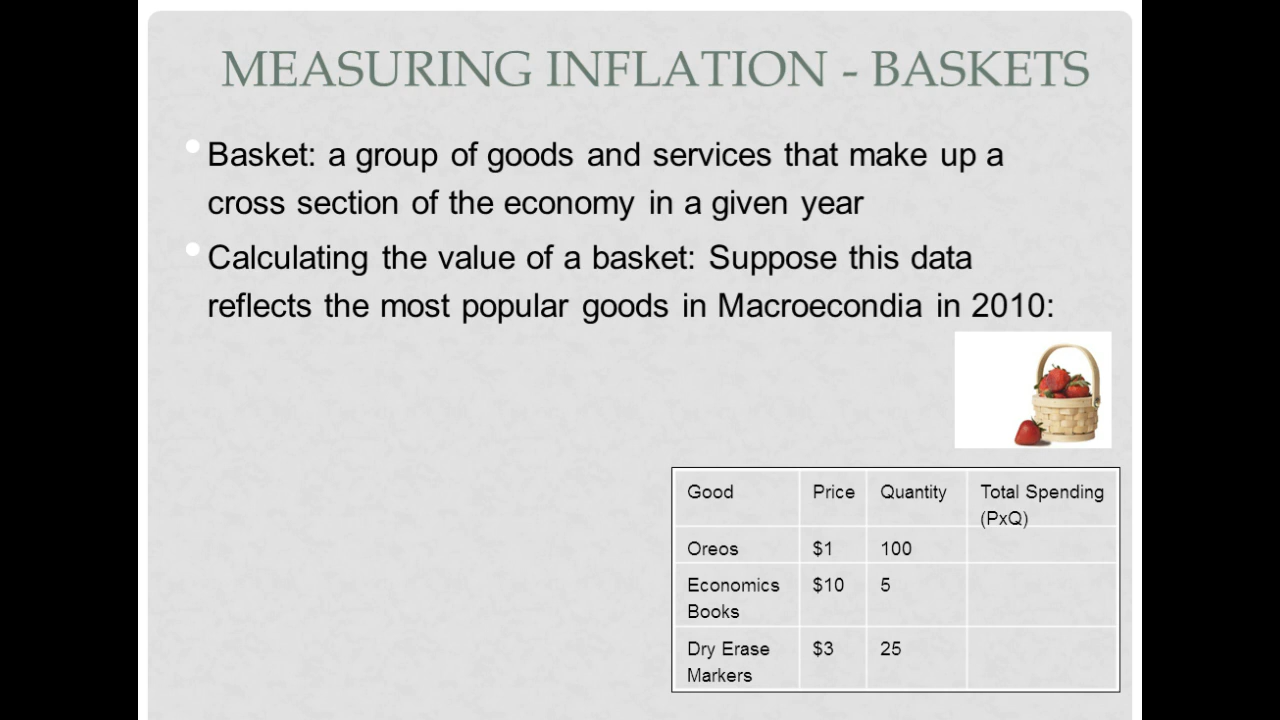 MEASURING INFLATION - BASKETS
Basket: a group of goods and services that make up a
cross section of the economy in a given year
Calculating the value of a basket: Suppose this data
reflects the most popular goods in Macroecondia in 2010:
Good Price Quantity Total Spending
(PxQ)
Oreos $1 100
Economics $10 5
Books
Dry Erase $3 25
Markers